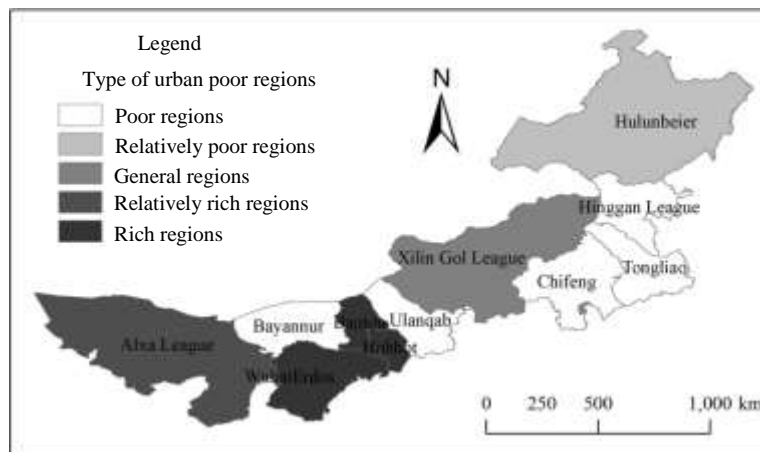 Legend
Type of urban poor regions
Poor regions
Relatively poor regions
General regions
Relatively rich regions
Rich regions
N
Hulunbeier
Hinggan League
Xilin Gol League
Tongliao
Chifeng
Ulanqab
Bayannur
Hohhot
Alxa League
Erdos
0 250 500 1,000 km